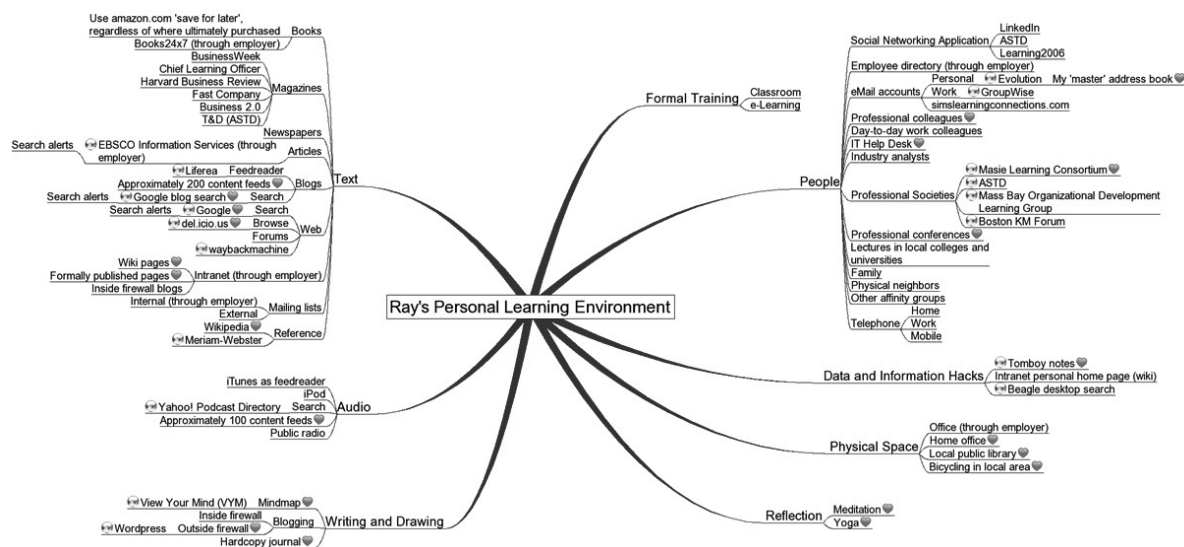 Ray's Personal Learning Environment
Text
Books
Use amazon.com 'save for later',
regardless of where ultimately purchased
Books24x7 (through employer)
Magazines
BusinessWeek
Chief Learning Officer
Harvard Business Review
Fast Company
Business 2.0
T&D (ASTD)
Newspapers
Articles
EBSCO Information Services (through
employer)
Search alerts
Blogs
Feedreader
Liferea
Approximately 200 content feeds
Search
Google blog search
Search alerts
Web
Search
Google
Search alerts
Browse
del.icio.us
Forums
waybackmachine
Intranet (through employer)
Wiki pages
Formally published pages
Inside firewall blogs
Mailing lists
Internal (through employer)
External
Reference
Wikipedia
Meriam-Webster
Audio
iTunes as feedreader
iPod
Search
Yahoo! Podcast Directory
Approximately 100 content feeds
Public radio
Writing and Drawing
Mindmap
View Your Mind (VYM)
Blogging
Inside firewall
Outside firewall
Wordpress
Hardcopy journal
Formal Training
Classroom
e-Learning
People
Social Networking Application
LinkedIn
ASTD
Learning2006
Employee directory (through employer)
eMail accounts
Personal
Evolution
My 'master' address book
Work
GroupWise
simslearningconnections.com
Professional colleagues
Day-to-day work colleagues
IT Help Desk
Industry analysts
Professional Societies
Masie Learning Consortium
ASTD
Mass Bay Organizational Development
Learning Group
Boston KM Forum
Professional conferences
Lectures in local colleges and
universities
Family
Physical neighbors
Other affinity groups
Telephone
Home
Work
Mobile
Data and Information Hacks
Tomboy notes
Intranet personal home page (wiki)
Beagle desktop search
Physical Space
Office (through employer)
Home office
Local public library
Bicycling in local area
Reflection
Meditation
Yoga